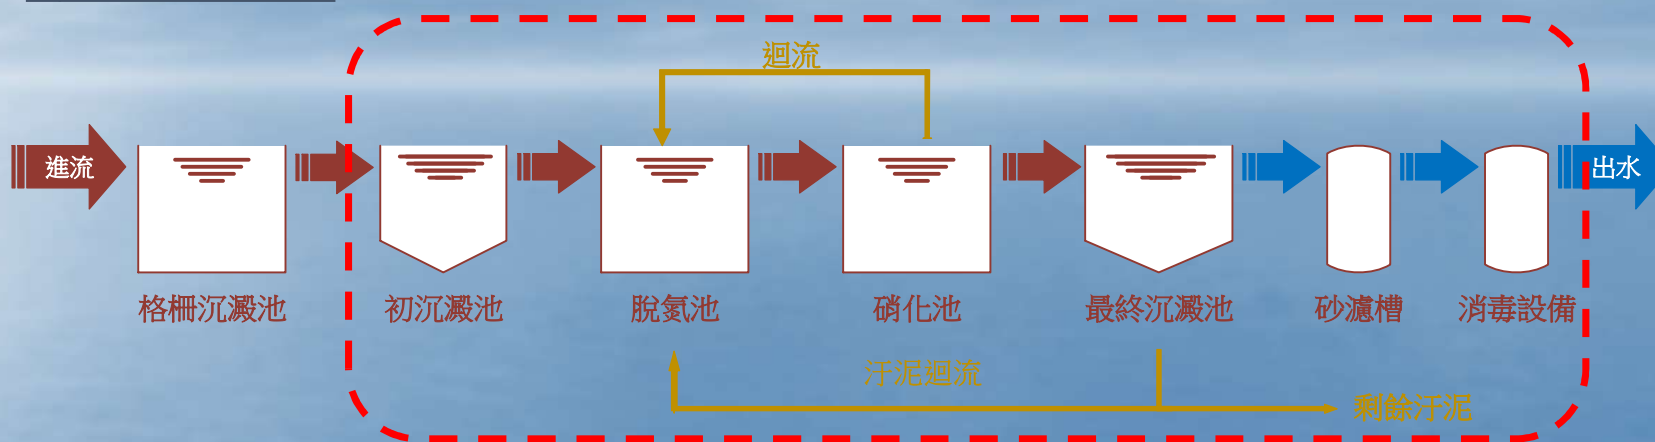 迴流
進流
出水
格柵沉澱池
初沉澱池
脫氮池
硝化池
最終沉澱池
砂濾槽
消毒設備
汙泥迴流
剩餘汙泥